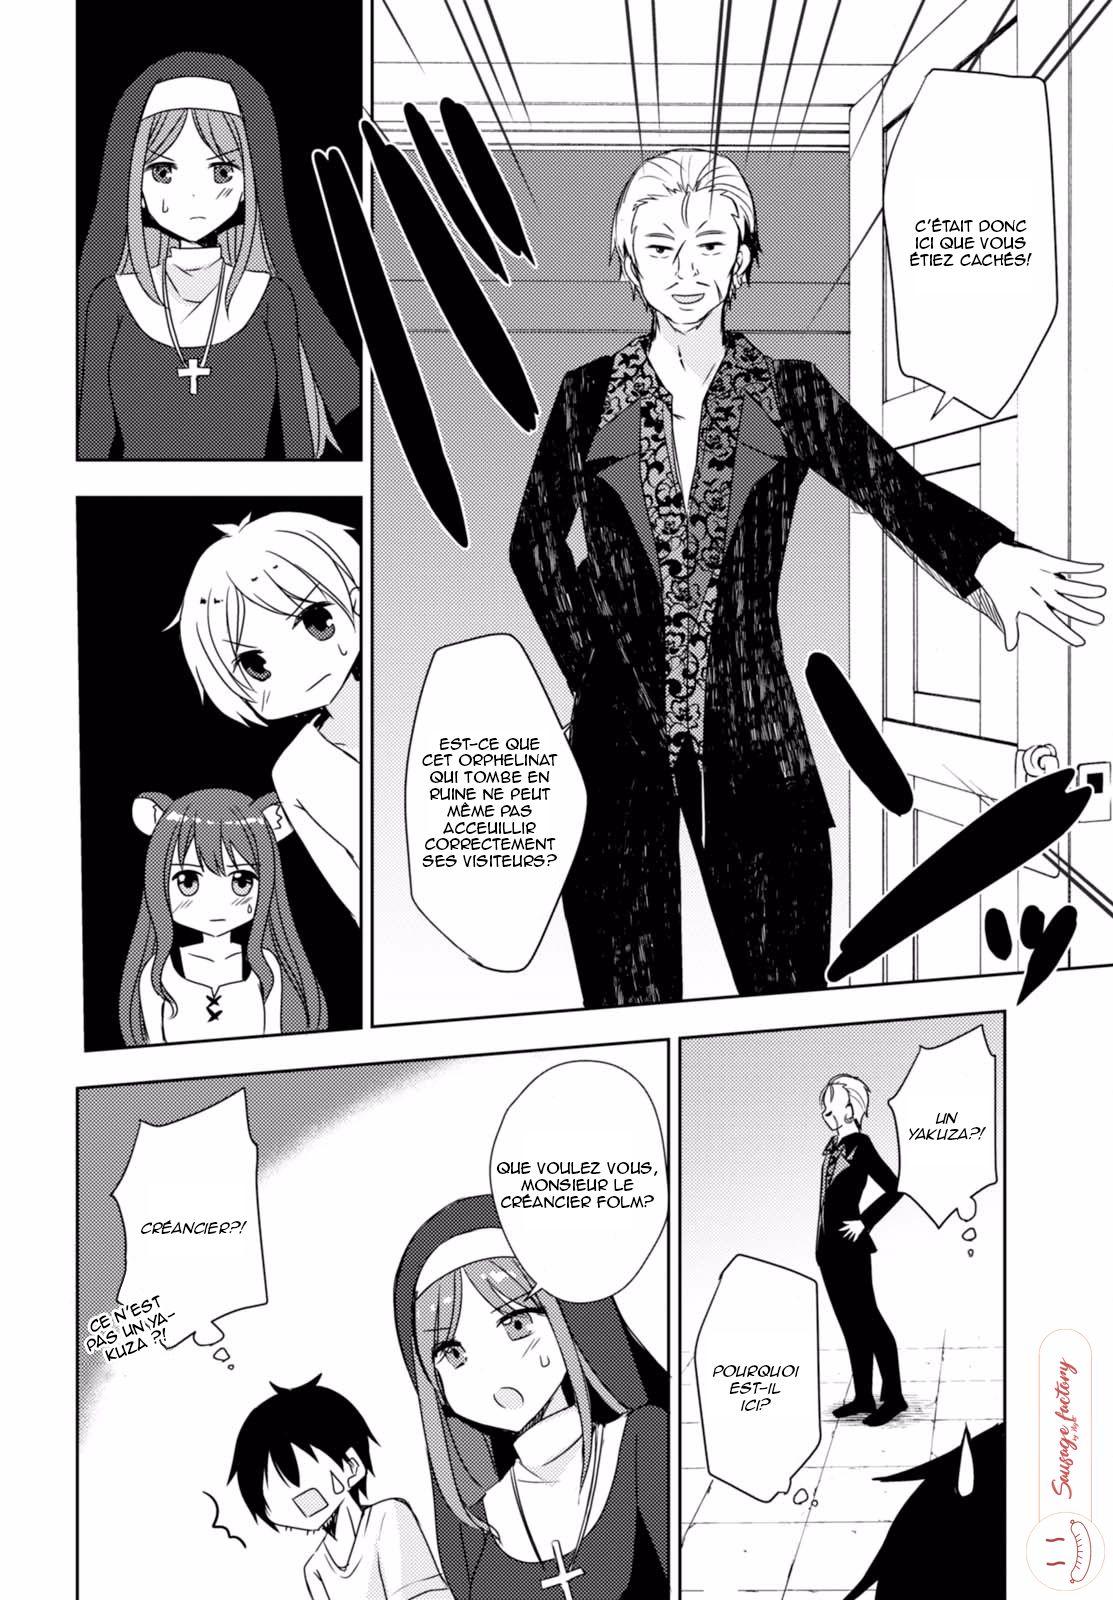 C'ÉTAIT DONC
ICI QUE VOUS
ÉTIEZ CACHÉS!
EST-CE QUE
CET ORPHELINAT
QUI TOMBE EN
RUINE NE PEUT
MÊME PAS
ACCEUILLIR
CORRECTEMENT
SES VISITEURS?
UN
YAKUZA?!
POURQUOI
EST-IL
ICI?
QUE VOULEZ VOUS,
MONSIEUR LE
CRÉANCIER FOLM?
CRÉANCIER?!
CE N'EST
PAS UN YA-
KUZA ?!
Sausage factory